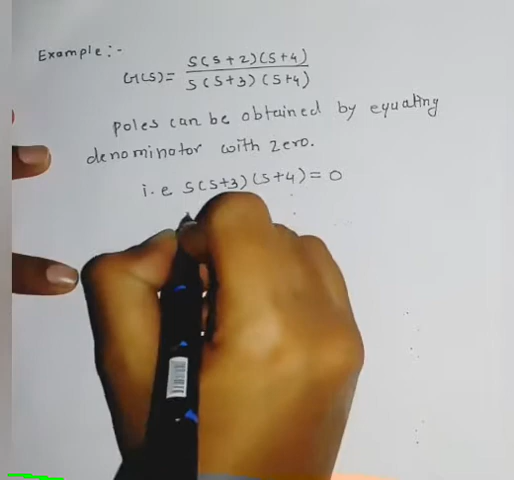 Example:-
G(s)= s(s+2)(s+4)
s(s+3)(s+4)
poles can be obtained by equating
denominator with zero.
i.e s(s+3)(s+4)=0